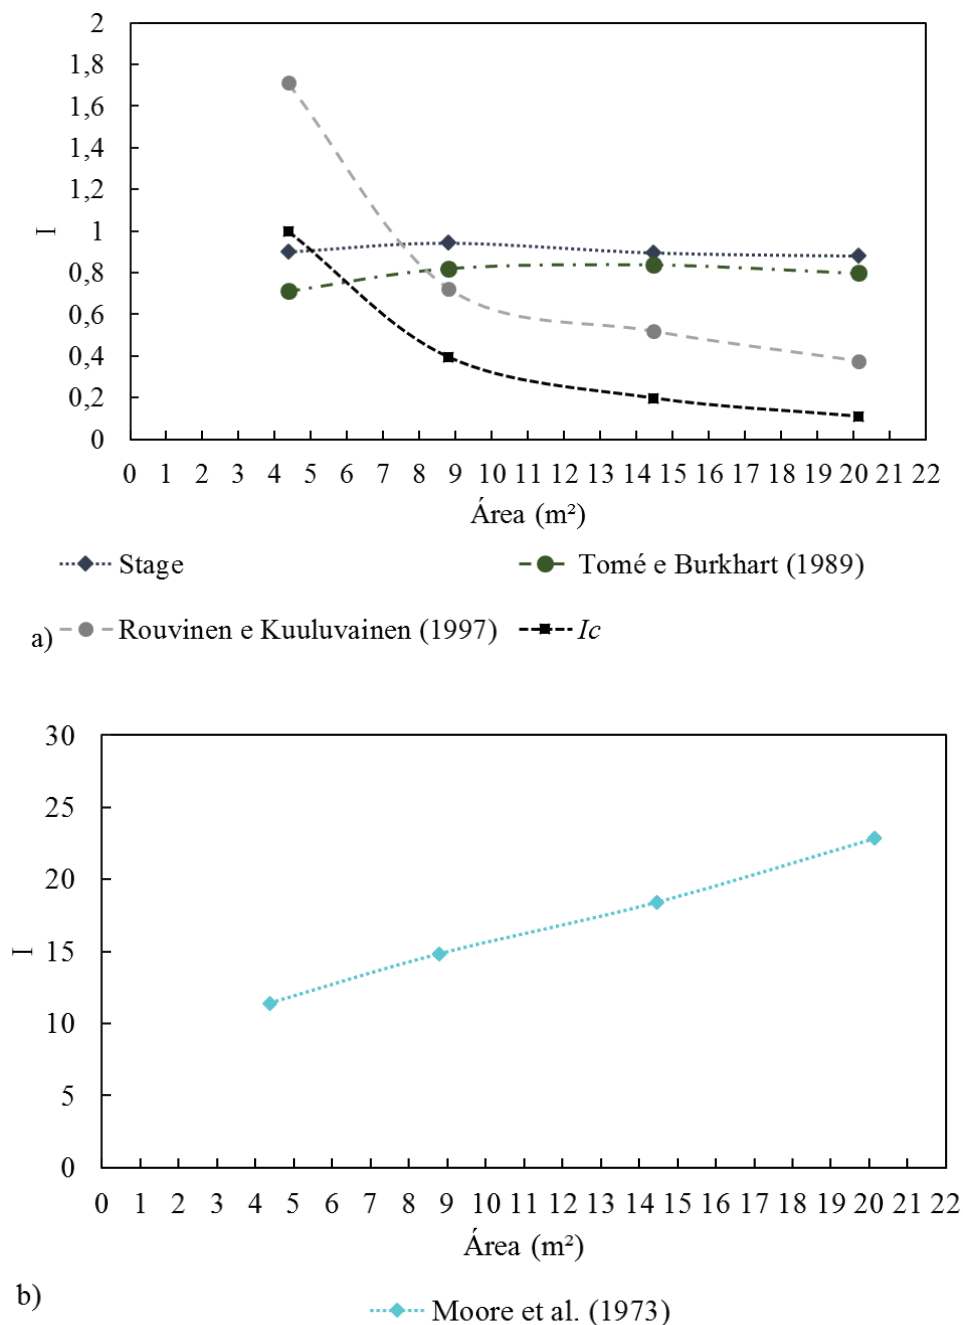 2
1,8
1,6
1,4
1,2
1
0,8
0,6
0,4
0,2
0
I
0 1 2 3 4 5 6 7 8 9 10 11 12 13 14 15 16 17 18 19 20 21 22
Área (m²)
Stage Tomé e Burkhart (1989)
a) Rouvinen e Kuuluvainen (1997) Ic
30
25
20
15
10
5
0
I
0 1 2 3 4 5 6 7 8 9 10 11 12 13 14 15 16 17 18 19 20 21 22
Área (m²)
b)
Moore et al. (1973)